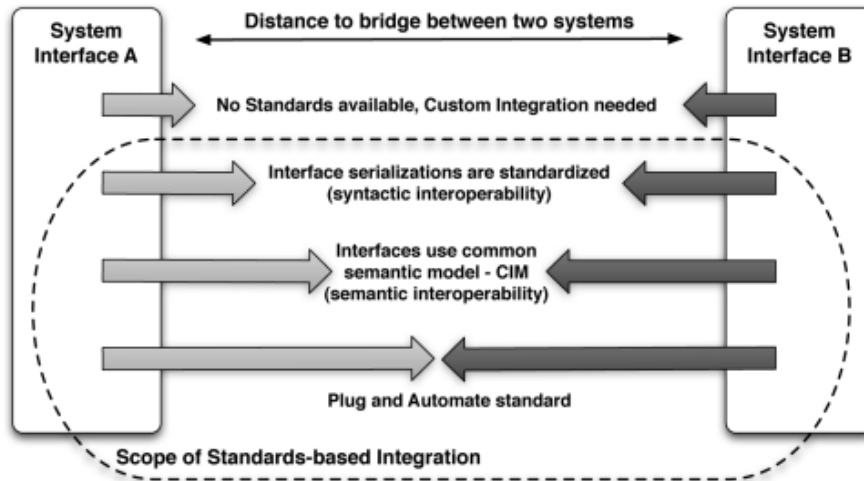 System
Interface A
Distance to bridge between two systems
System
Interface B
No Standards available, Custom Integration needed
Interface serializations are standardized
(syntactic interoperability)
Interfaces use common
semantic model - CIM
(semantic interoperability)
Plug and Automate standard
Scope of Standards-based Integration